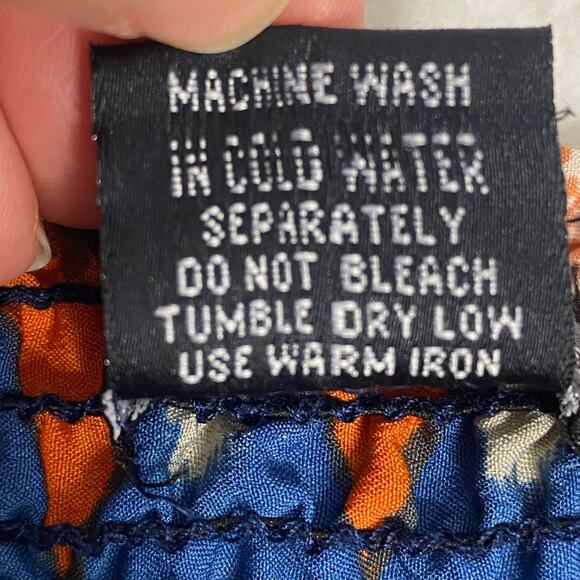 MACHINE WASH
IN COLD WATER
SEPARATELY
DO NOT BLEACH
TUMBLE DRY LOW
USE WARM IRON